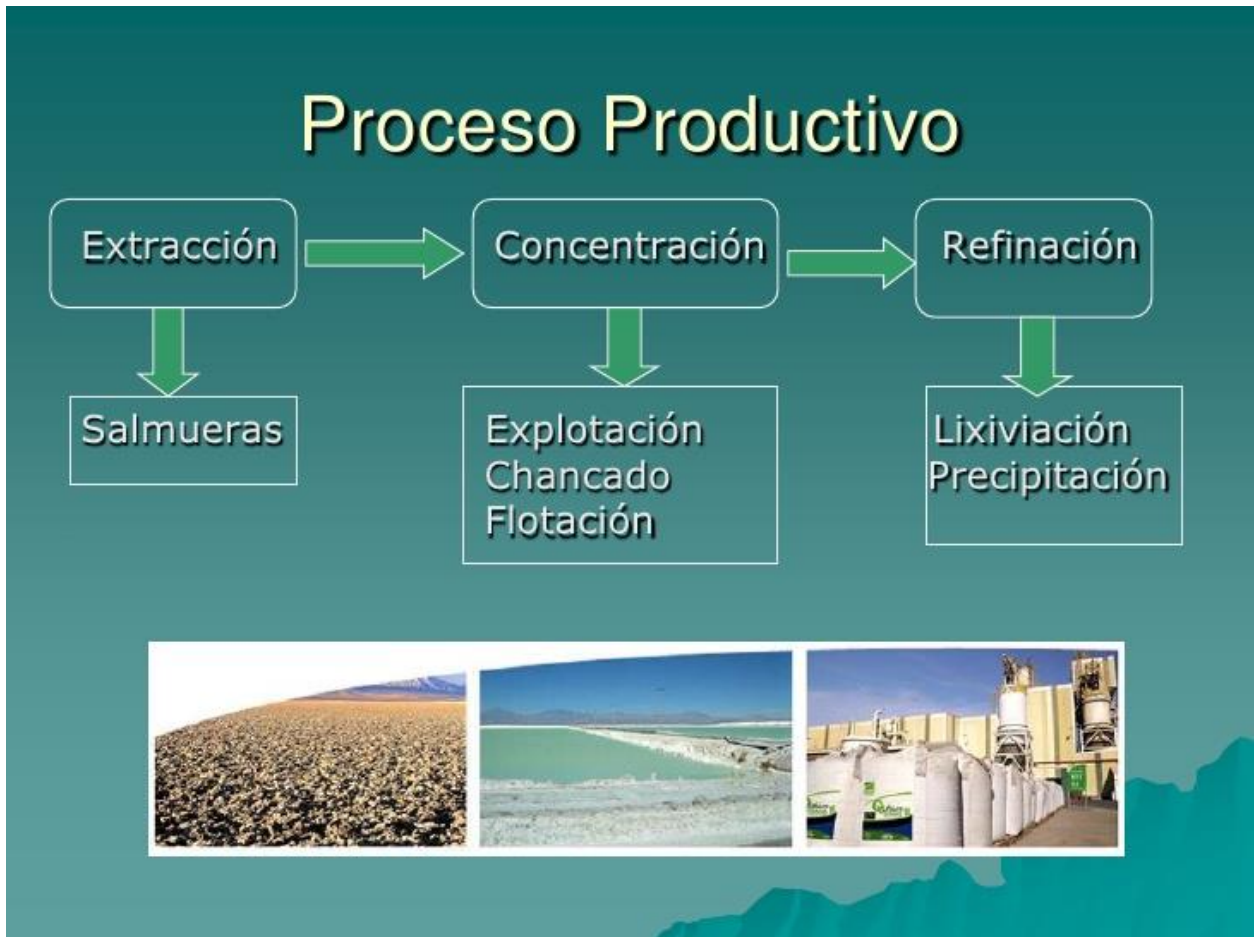 Proceso Productivo
Extracción
Concentración
Refinación
Salmueras
Explotación
Chancado
Flotación
Lixiviación
Precipitación